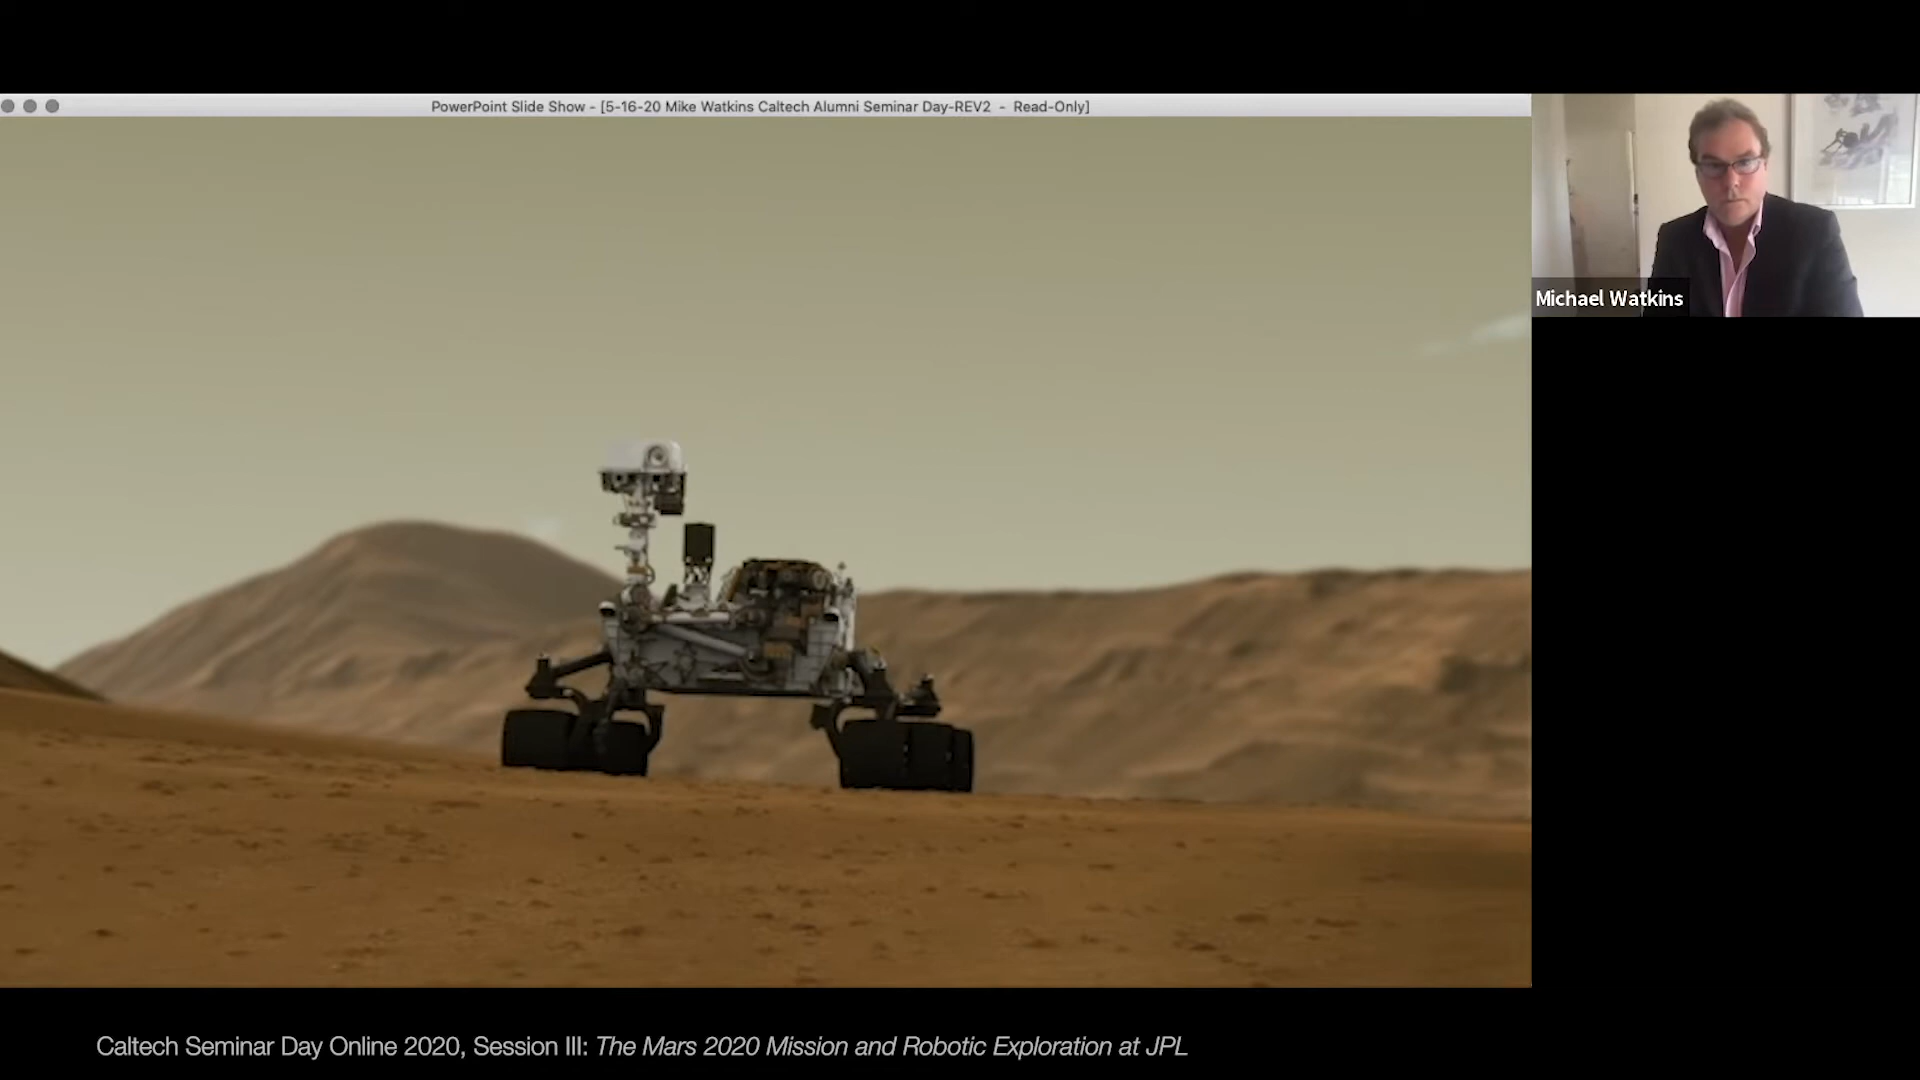 PowerPoint Slide Show - [5-16-20 Mike Watkins Caltech Alumni Seminar Day-REV2 - Read-Only]
Michael Watkins
Caltech Seminar Day Online 2020, Session III: The Mars 2020 Mission and Robotic Exploration at JPL